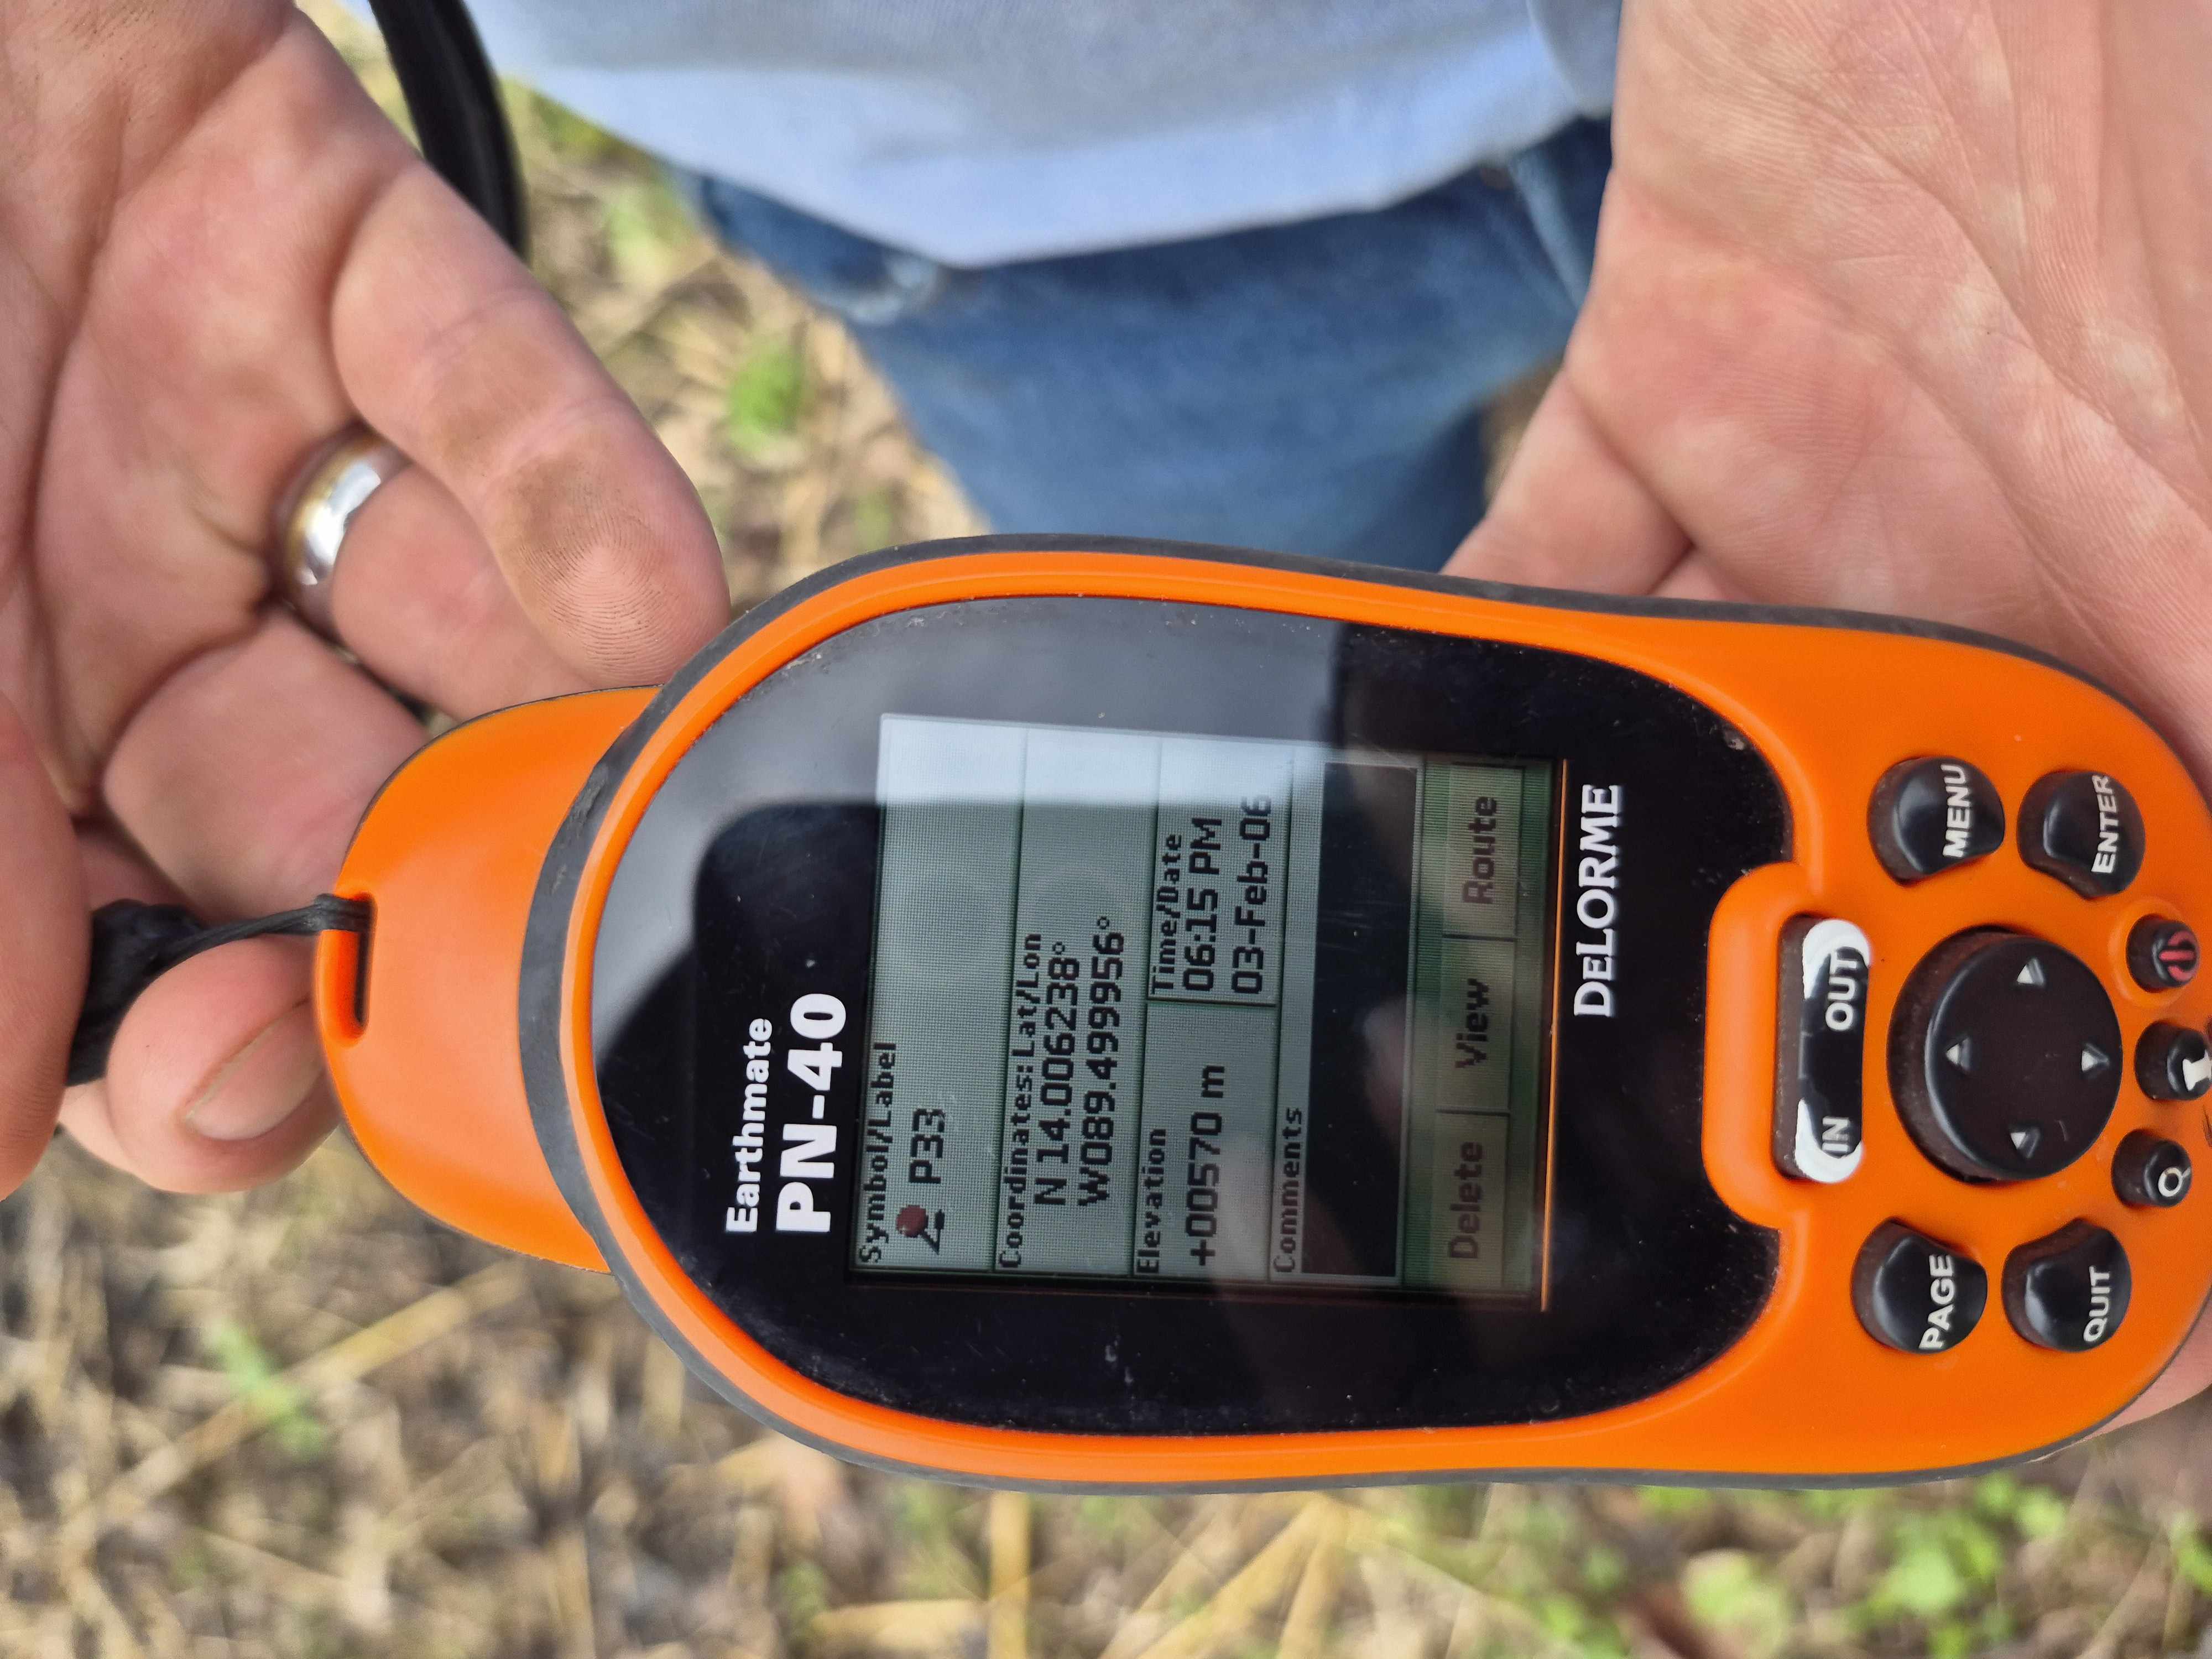 Earthmate
PN-40
Symbol/Label
P33
Coordinates:Lat/Lon
N 14.006238°
W089.499956°
Elevation
+00570 m
Time/Date
06:15 PM
03-Feb-06
Comments
Delete View Route
DELORME
IN OUT
PAGE MENU
QUIT ENTER